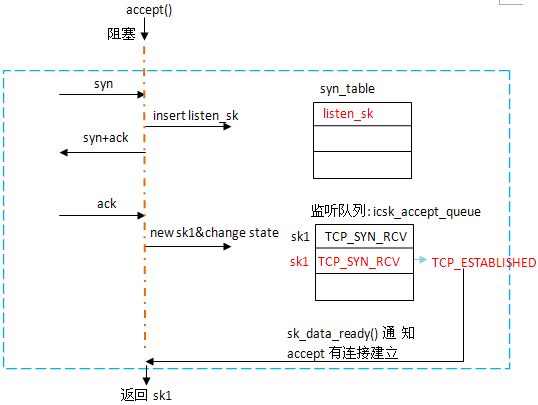 accept()
阻塞
syn
syn_table
insert listen_sk
listen_sk
syn+ack
ack
监听队列: icsk_accept_queue
new sk1&change state
sk1
TCP_SYN_RCV
sk1
TCP_SYN_RCV
TCP_ESTABLISHED
sk_data_ready() 通 知
accept 有连接建立
返回 sk1